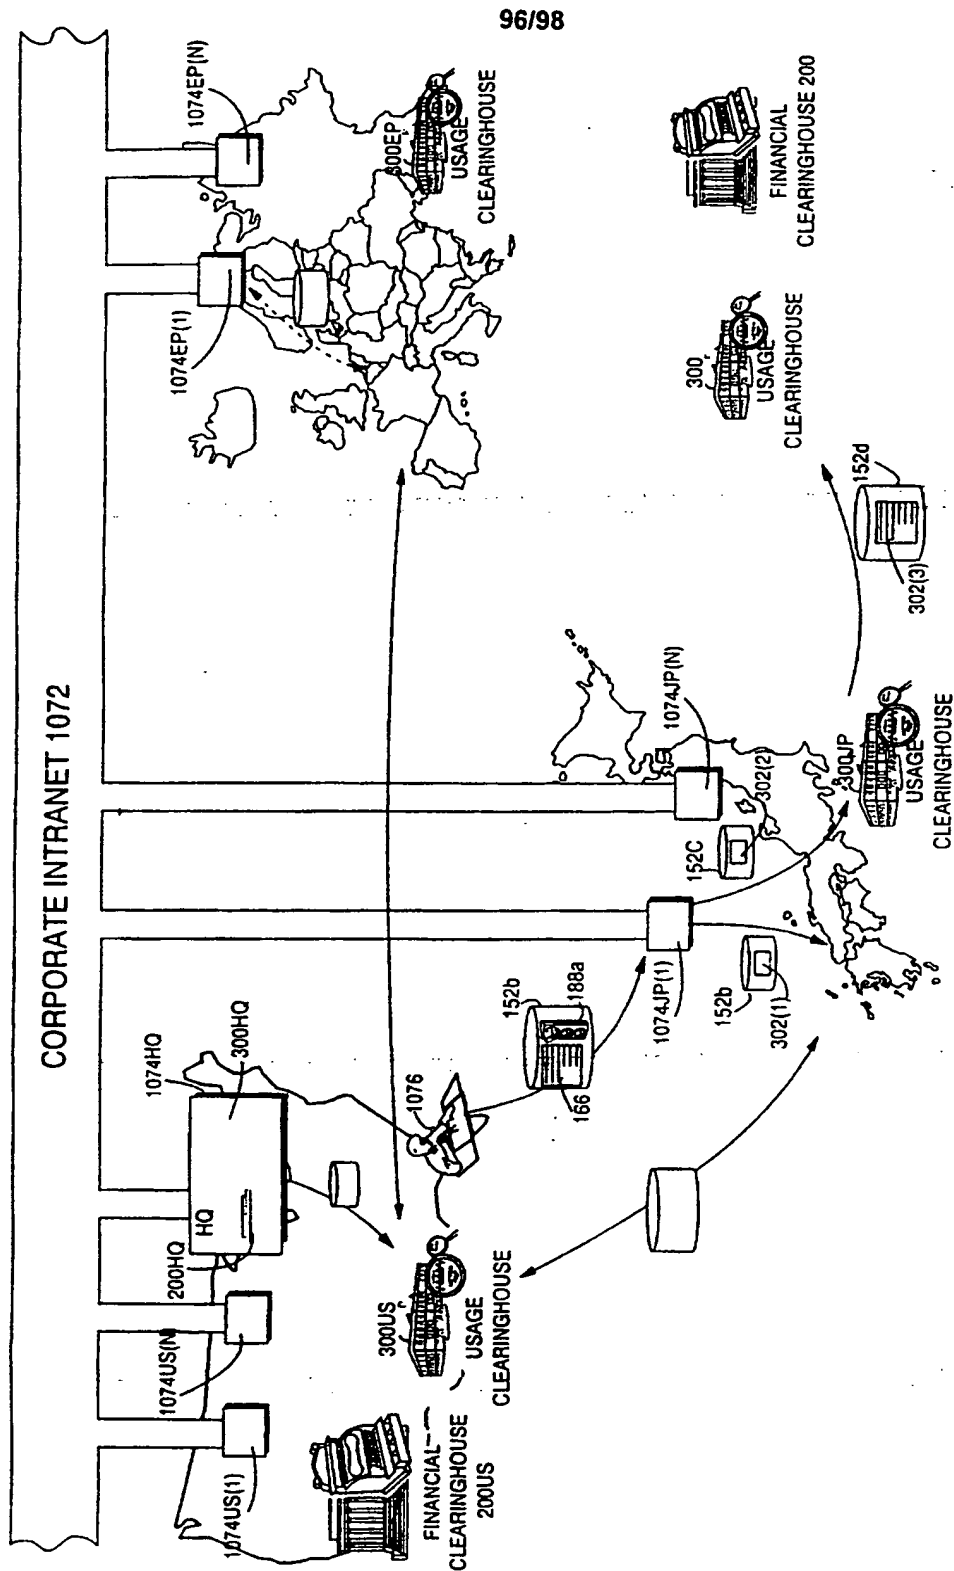 96/98
CORPORATE INTRANET 1072
1074US(1)
1074US(N
200HQ
HQ
1074HQ
300HQ
1074EP(1)
1074EP(N)
FINANCIAL
CLEARINGHOUSE
200US
300US
USAGE
CLEARINGHOUSE
1076
152b
188a
166
1074JP(1)
152b
302(1)
152C
302(2)
1074JP(N)
300JP
USAGE
CLEARINGHOUSE
300EP
USAGE
CLEARINGHOUSE
152d
302(3)
300
USAGE
CLEARINGHOUSE
FINANCIAL
CLEARINGHOUSE 200